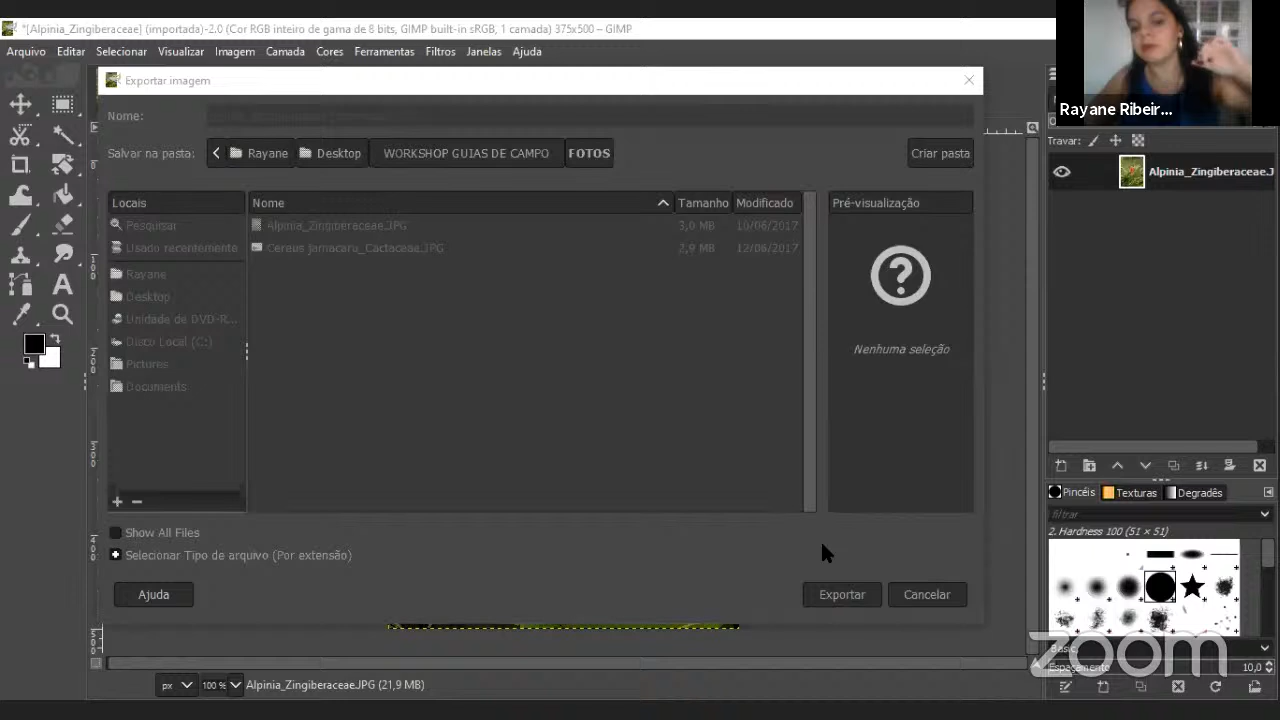 *[Alpinia_Zingiberaceae] (importada)-2.0 (Cor RGB inteiro de gama de 8 bits, GIMP built-in sRGB, 1 camada) 375x500 – GIMP
Arquivo Editar Selecionar Visualizar Imagem Camada Cores Ferramentas Filtros Janelas Ajuda
Exportar imagem
Rayane Ribeir...
Nome:
Travar:
Salvar na pasta: Rayane Desktop WORKSHOP GUIAS DE CAMPO FOTOS Criar pasta
Alpinia_Zingiberaceae.J
Locais Nome Tamanho Modificado Pré-visualização
Pesquisar Alpinia_Zingiberaceae.JPG 3,0 MB 10/06/2017
Usado recentemente Cereus jamacaru_Cactaceae.JPG 2,9 MB 12/06/2017
Rayane
Desktop
Unidade de DVD-R...
Disco Local (C:)
Nenhuma seleção
Pictures
Documents
Pincéis Texturas Degradês
filtrar
Show All Files
2. Hardness 100 (51 × 51)
Selecionar Tipo de arquivo (Por extensão)
Ajuda Exportar Cancelar
Basic,
zoom
Espaçamento 10,0
px 100 % Alpinia_Zingiberaceae.JPG (21,9 MB)